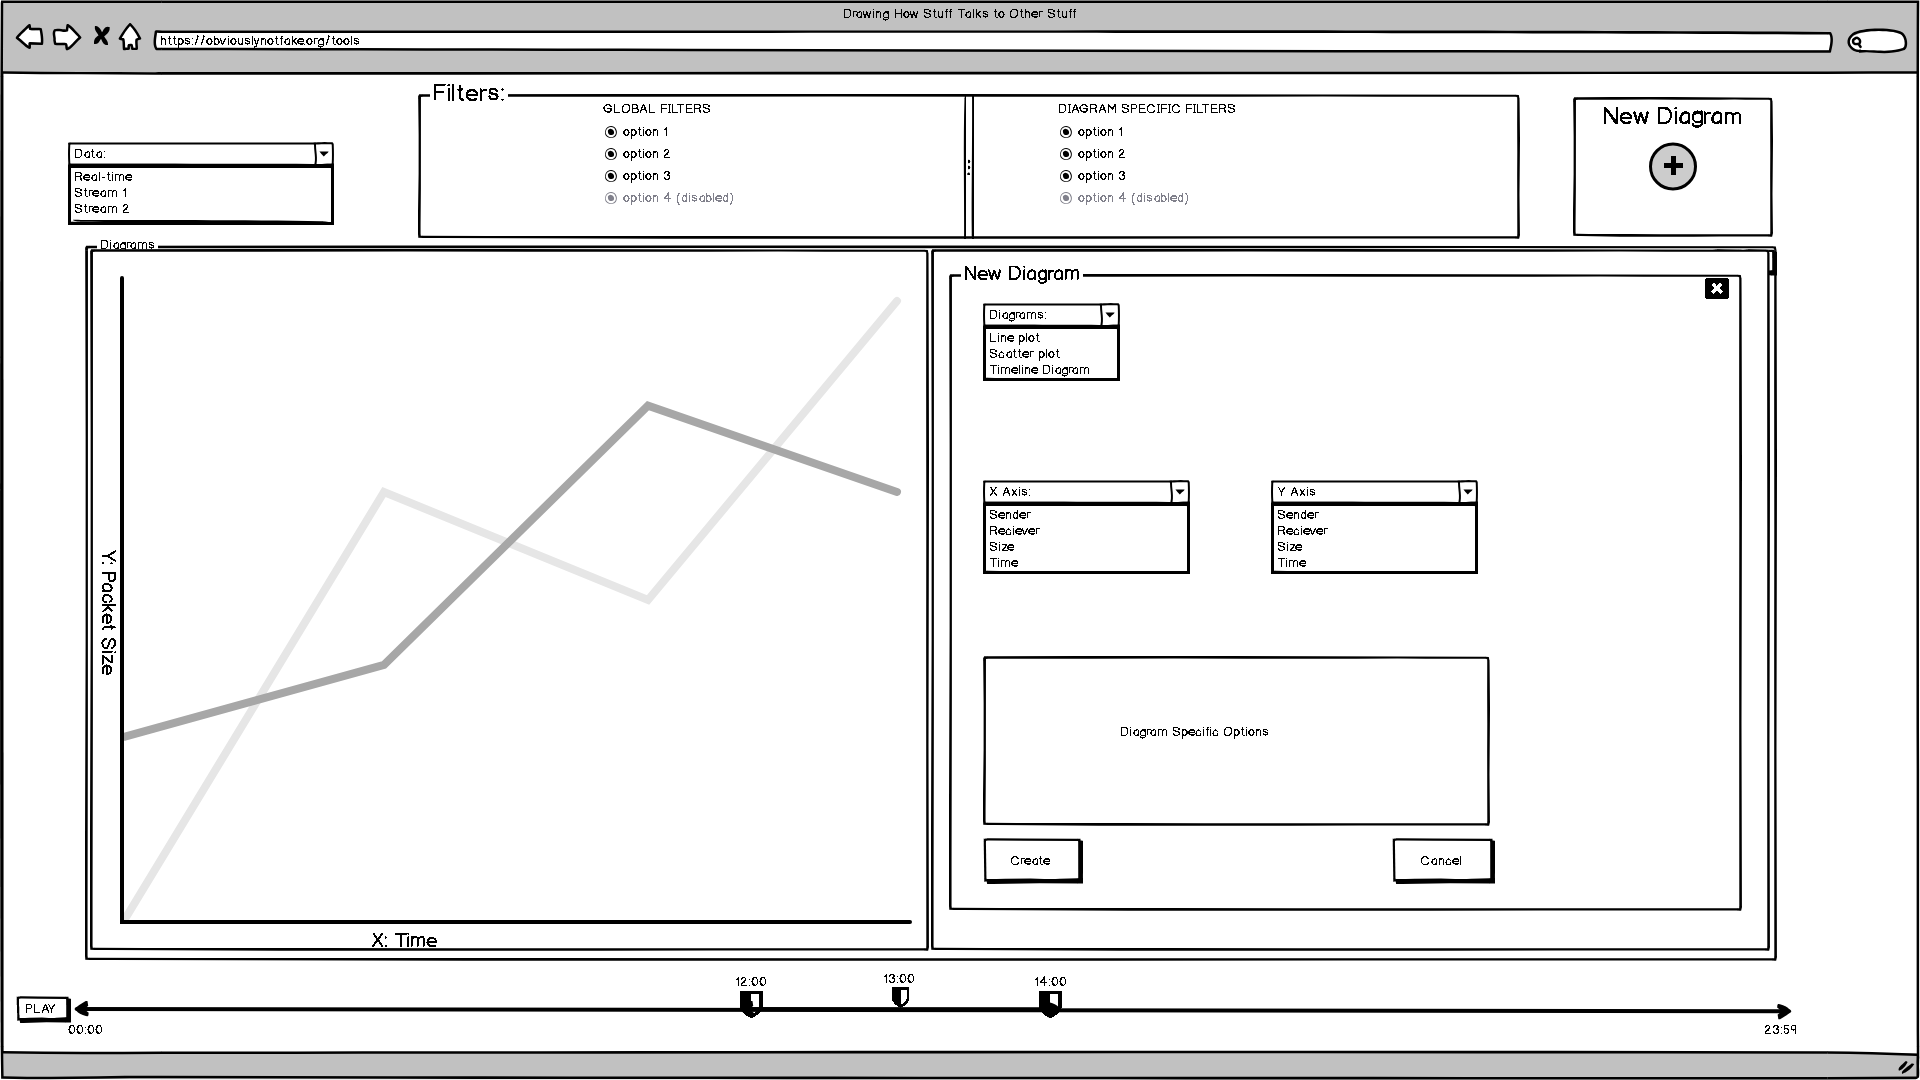 Drawing How Stuff Talks to Other Stuff
https://obviouslynotfake.org/tools
Filters:
GLOBAL FILTERS
option 1
option 2
option 3
option 4 (disabled)
DIAGRAM SPECIFIC FILTERS
option 1
option 2
option 3
option 4 (disabled)
New Diagram
Data:
Real-time
Stream 1
Stream 2
Diagrams
Y: Packet Size
X: Time
New Diagram
Diagrams:
Line plot
Scatter plot
Timeline Diagram
X Axis:
Sender
Reciever
Size
Time
Y Axis
Sender
Reciever
Size
Time
Diagram Specific Options
Create
Cancel
12:00
13:00
14:00
PLAY
00:00
23:59